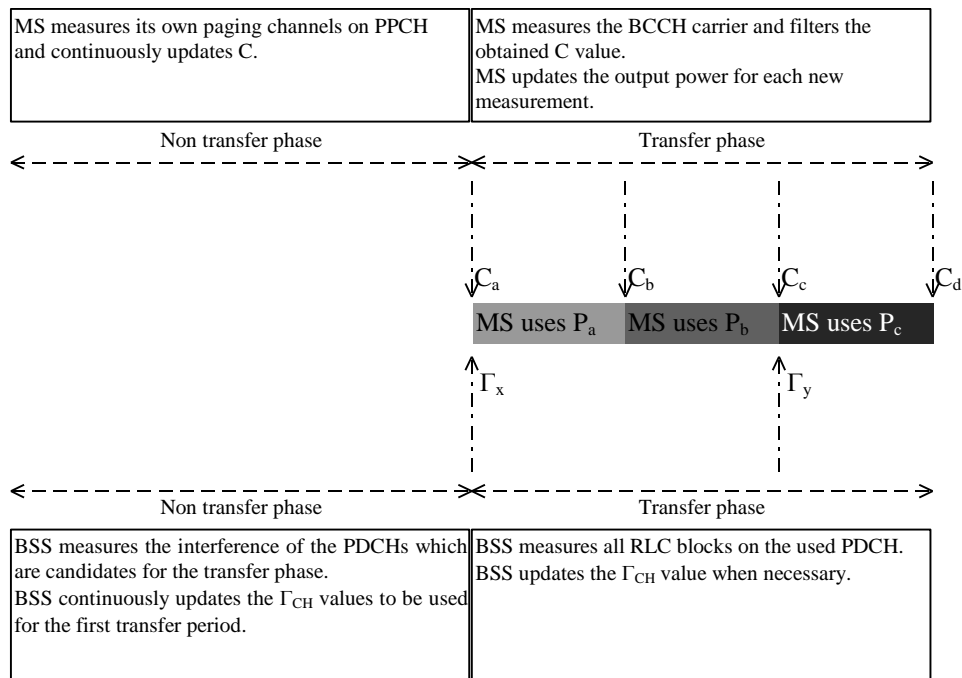 MS measures its own paging channels on PPCH
and continuously updates C.
MS measures the BCCH carrier and filters the
obtained C value.
MS updates the output power for each new
measurement.
Non transfer phase
Transfer phase
Ca
Cb
Cc
Cd
MS uses Pa
MS uses Pb
MS uses Pc
Γx
Γy
Non transfer phase
Transfer phase
BSS measures the interference of the PDCHs which
are candidates for the transfer phase.
BSS continuously updates the ΓCH values to be used
for the first transfer period.
BSS measures all RLC blocks on the used PDCH.
BSS updates the ΓCH value when necessary.